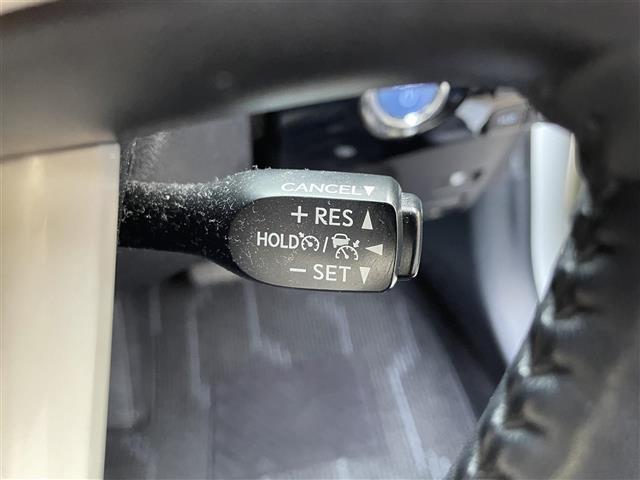 CANCEL▼
+ RES ▲
HOLD / ◀
− SET ▼